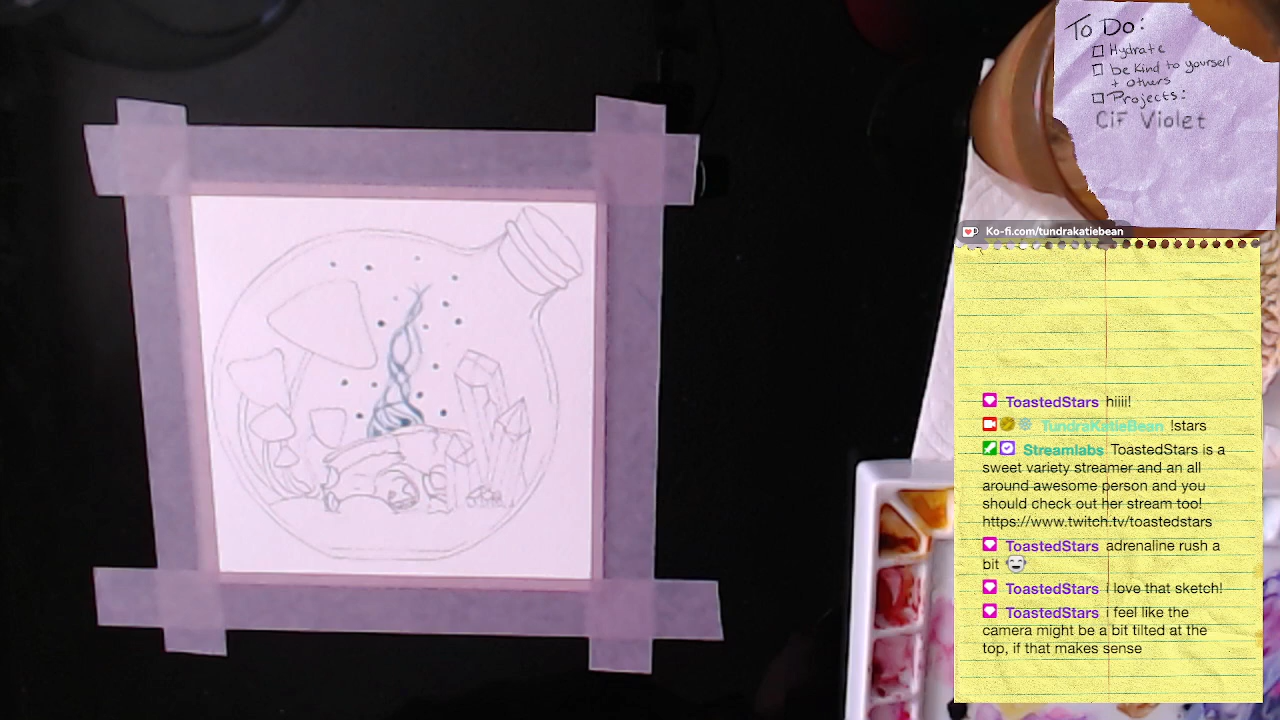 To Do:
Hydrate
be kind to yourself
+ others
Projects:
CiF Violet
Ko-fi.com/tundrakatiebean
ToastedStars hiiii!
TundraKatieBean !stars
Streamlabs ToastedStars is a
sweet variety streamer and an all
around awesome person and you
should check out her stream too!
https://www.twitch.tv/toastedstars
ToastedStars adrenaline rush a
bit
ToastedStars i love that sketch!
ToastedStars i feel like the
camera might be a bit tilted at the
top, if that makes sense